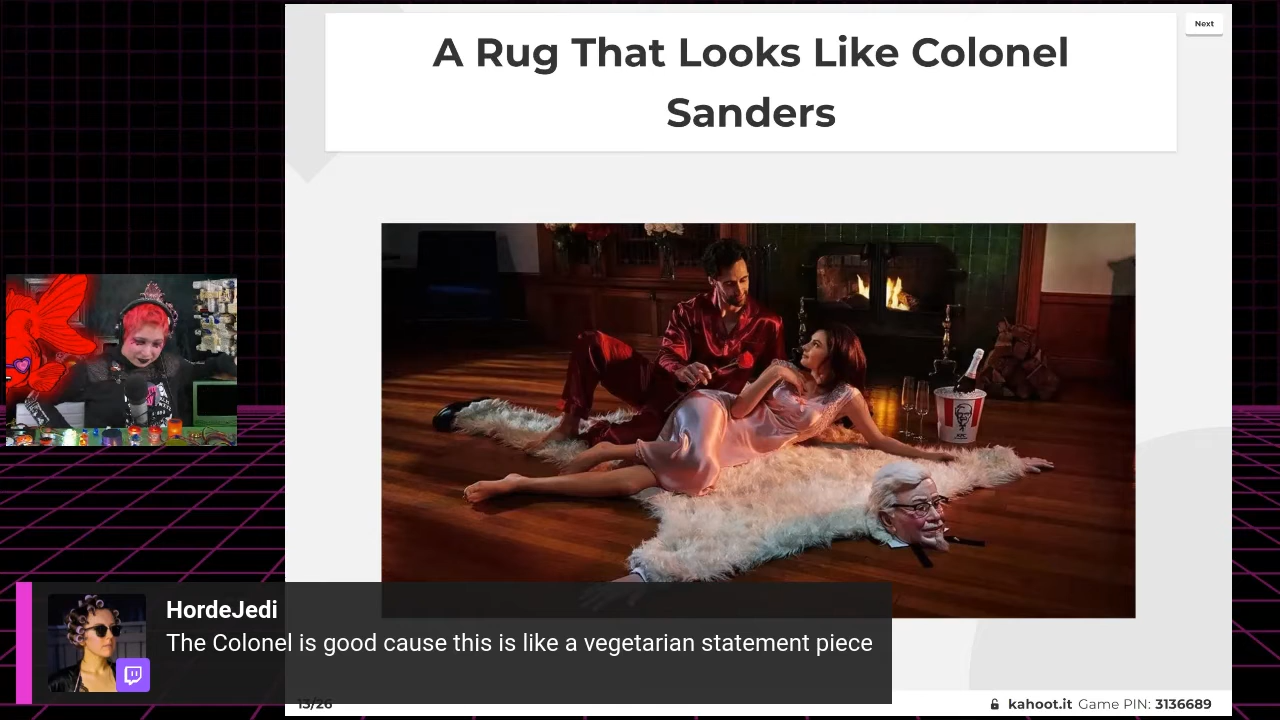 A Rug That Looks Like Colonel
Sanders
Next
KFC
HordeJedi
The Colonel is good cause this is like a vegetarian statement piece
13/26
kahoot.it Game PIN: 3136689